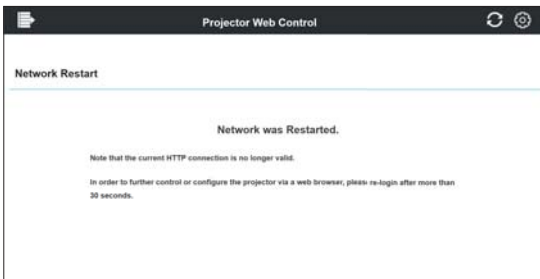 Projector Web Control
Network Restart
Network was Restarted.
Note that the current HTTP connection is no longer valid.
In order to further control or configure the projector via a web browser, please re-login after more than
30 seconds.